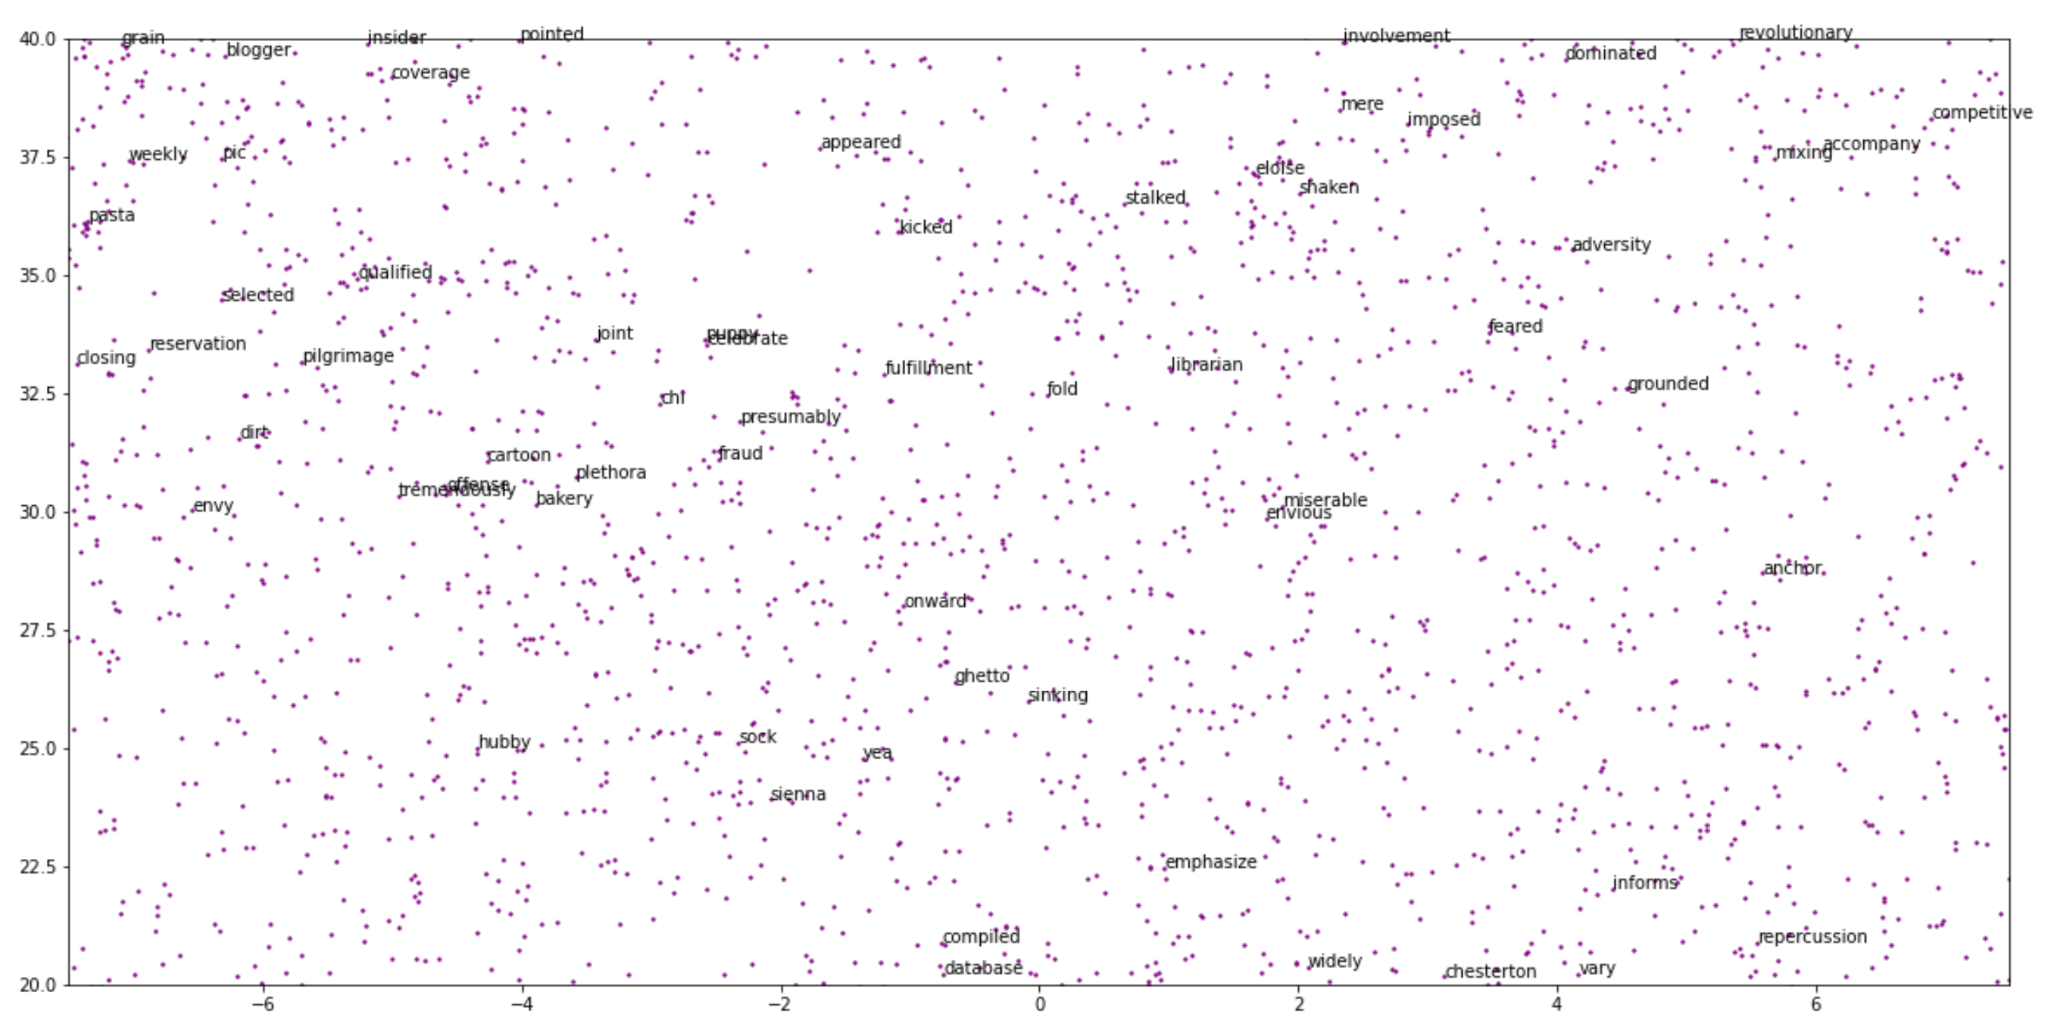 40.0
grain
blogger
insider
pointed
involvement
revolutionary
dominated
coverage
mere
imposed
competitive
appeared
accompany
37.5
weekly
pic
mixing
eloise
shaken
stalked
pasta
kicked
adversity
35.0
qualified
selected
feared
joint
puppy
celebrate
reservation
closing
pilgrimage
fulfillment
librarian
fold
grounded
32.5
chi
presumably
dirt
cartoon
fraud
plethora
offense
tremendously
bakery
miserable
envy
envious
30.0
anchor
onward
27.5
ghetto
sinking
25.0
hubby
sock
yea
sienna
22.5
emphasize
informs
compiled
repercussion
widely
database
chesterton
vary
20.0
−6 −4 −2 0 2 4 6